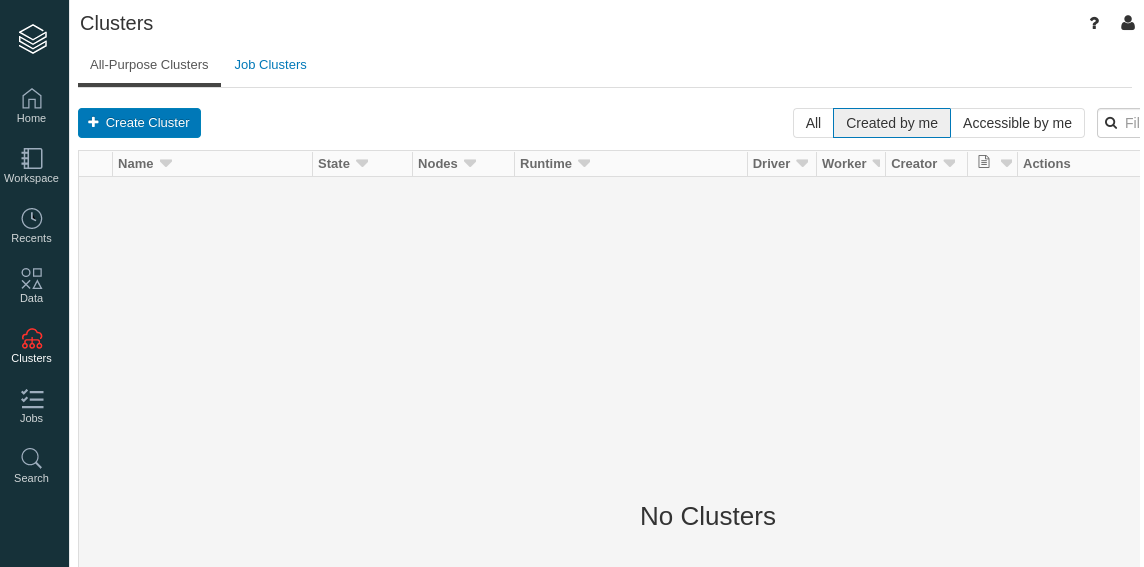 Clusters
?
All-Purpose Clusters Job Clusters
+ Create Cluster All Created by me Accessible by me Fil
Name State Nodes Runtime Driver Worker Creator Actions
No Clusters
Home
Workspace
Recents
Data
Clusters
Jobs
Search